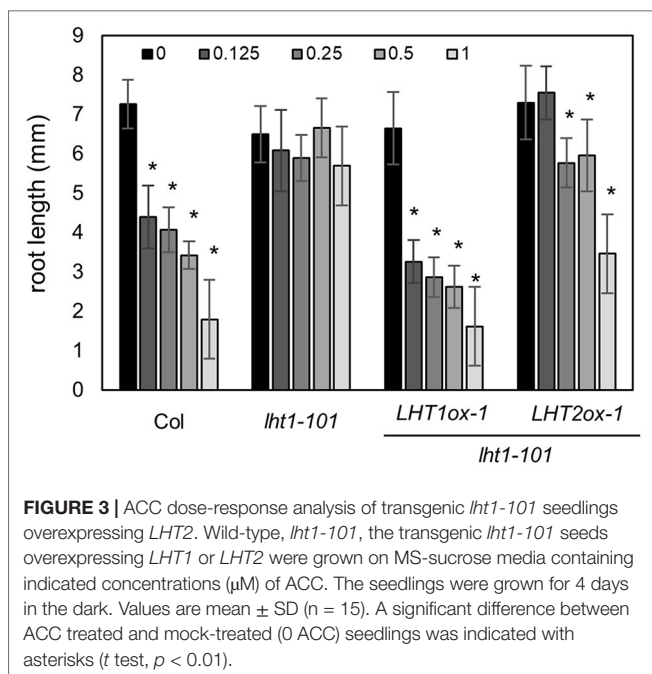 9
8
7
6
5
4
3
2
1
0
root length (mm)
0 0.125 0.25 0.5 1
* * * *
* * * *
* * *
Col lht1-101 LHT1ox-1 LHT2ox-1
lht1-101
FIGURE 3 | ACC dose-response analysis of transgenic lht1-101 seedlings
overexpressing LHT2. Wild-type, lht1-101, the transgenic lht1-101 seeds
overexpressing LHT1 or LHT2 were grown on MS-sucrose media containing
indicated concentrations (μM) of ACC. The seedlings were grown for 4 days
in the dark. Values are mean ± SD (n = 15). A significant difference between
ACC treated and mock-treated (0 ACC) seedlings was indicated with
asterisks (t test, p < 0.01).